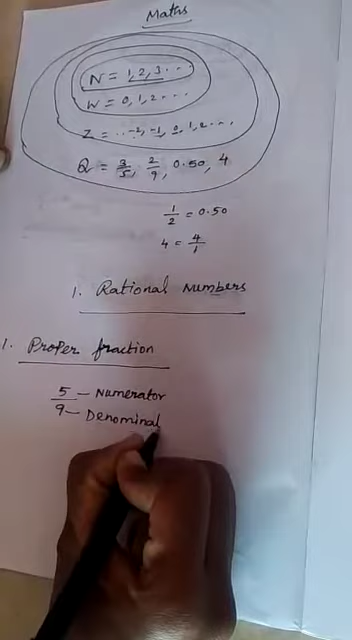 Maths
N = 1, 2, 3 ...
W = 0, 1, 2 ...
Z = ... -2, -1, 0, 1, 2 ...
Q = 3/5, 2/9, 0.50, 4
1/2 = 0.50
4 = 4/1
1. Rational Numbers
1. Proper fraction
5 — Numerator
9 — Denominal